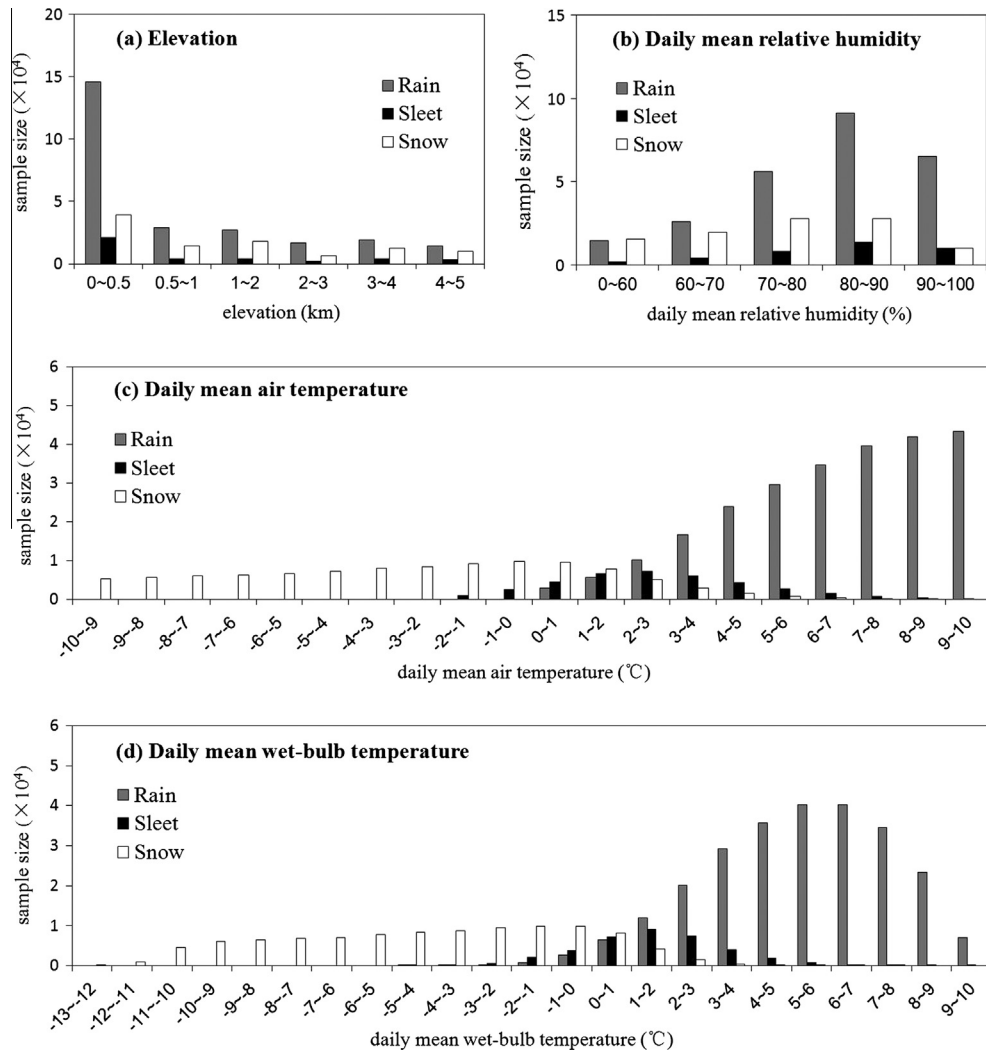 (a) Elevation
sample size (×10⁴)
20
15
10
5
0
Rain
Sleet
Snow
0~0.5 0.5~1 1~2 2~3 3~4 4~5
elevation (km)
(b) Daily mean relative humidity
sample size (×10⁴)
15
10
5
0
Rain
Sleet
Snow
0~60 60~70 70~80 80~90 90~100
daily mean relative humidity (%)
(c) Daily mean air temperature
sample size (×10⁴)
6
5
4
3
2
1
0
Rain
Sleet
Snow
-10~-9 -9~-8 -8~-7 -7~-6 -6~-5 -5~-4 -4~-3 -3~-2 -2~-1 -1~0 0~1 1~2 2~3 3~4 4~5 5~6 6~7 7~8 8~9 9~10
daily mean air temperature (℃)
(d) Daily mean wet-bulb temperature
sample size (×10⁴)
6
5
4
3
2
1
0
Rain
Sleet
Snow
-13~-12 -12~-11 -11~-10 -10~-9 -9~-8 -8~-7 -7~-6 -6~-5 -5~-4 -4~-3 -3~-2 -2~-1 -1~0 0~1 1~2 2~3 3~4 4~5 5~6 6~7 7~8 8~9 9~10
daily mean wet-bulb temperature (℃)